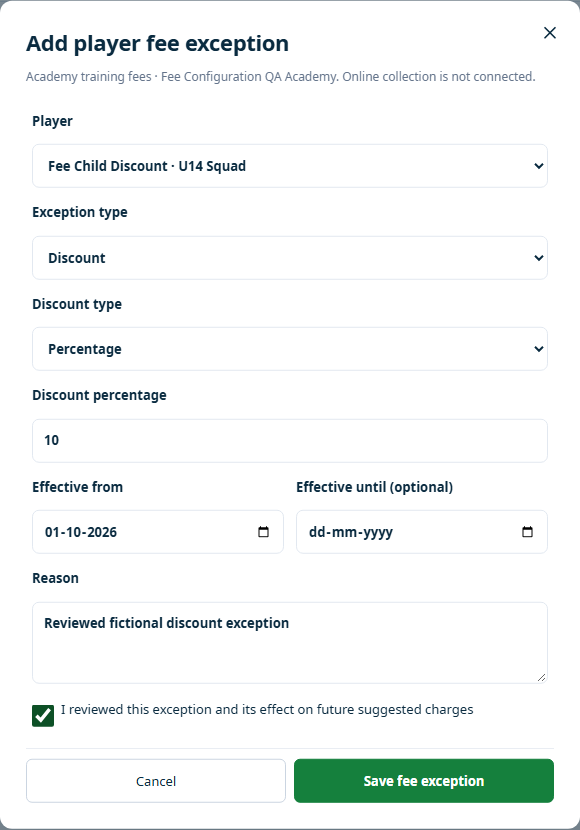 Add player fee exception
Academy training fees · Fee Configuration QA Academy. Online collection is not connected.
Player
Fee Child Discount · U14 Squad
Exception type
Discount
Discount type
Percentage
Discount percentage
10
Effective from
Effective until (optional)
01-10-2026
dd-mm-yyyy
Reason
Reviewed fictional discount exception
I reviewed this exception and its effect on future suggested charges
Cancel
Save fee exception